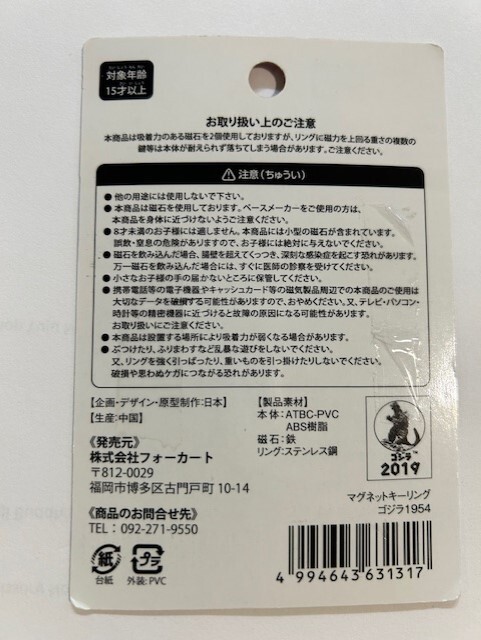 対象年齢
15才以上
お取り扱い上のご注意
本商品は吸着力のある磁石を2個使用しておりますが、リングに磁力を上回る重さの複数の
鍵等は本体が耐えられず落ちてしまう場合があります。ご注意ください。
注意(ちゅうい)
● 他の用途には使用しないで下さい。
● 本商品は磁石を使用しております。ペースメーカーをご使用の方は、
本商品を身体に近づけないようご注意ください。
● 8才未満のお子様には適しません。本商品には小型の磁石が含まれています。
誤飲・窒息の危険がありますので、お子様には絶対に与えないでください。
● 磁石を飲み込んだ場合、腸壁を超えてくっつき、深刻な感染症を起こす恐れがあります。
万一磁石を飲み込んだ場合には、すぐに医師の診察を受けてください。
● 小さなお子様の手の届かないところに保管してください。
● 携帯電話等の電子機器やキャッシュカード等の磁気製品周辺での本商品のご使用は
大切なデータを破損する可能性がありますので、おやめください。又、テレビ・パソコン・
時計等の精密機器に近づけると故障の原因になる可能性があります。
お取り扱いにご注意ください。
● 本商品は設置する場所により吸着力が弱くなる場合があります。
● ぶつけたり、ふりまわすなど乱暴な遊びをしないでください。
又、リングを強く引っぱったり、重いものを引っ掛けたりしないでください。
破損や思わぬケガにつながる恐れがあります。
【企画・デザイン・原型制作:日本】
【生産:中国】
《発売元》
株式会社フォーカート
〒812-0029
福岡市博多区古門戸町 10-14
《商品のお問合せ先》
TEL : 092-271-9550
紙
台紙
プラ
外装: PVC
【製品素材】
本体 : ATBC-PVC
ABS樹脂
磁石 : 鉄
リング:ステンレス鋼
ゴジラ™
2019
マグネットキーリング
ゴジラ1954
4 994643 631317